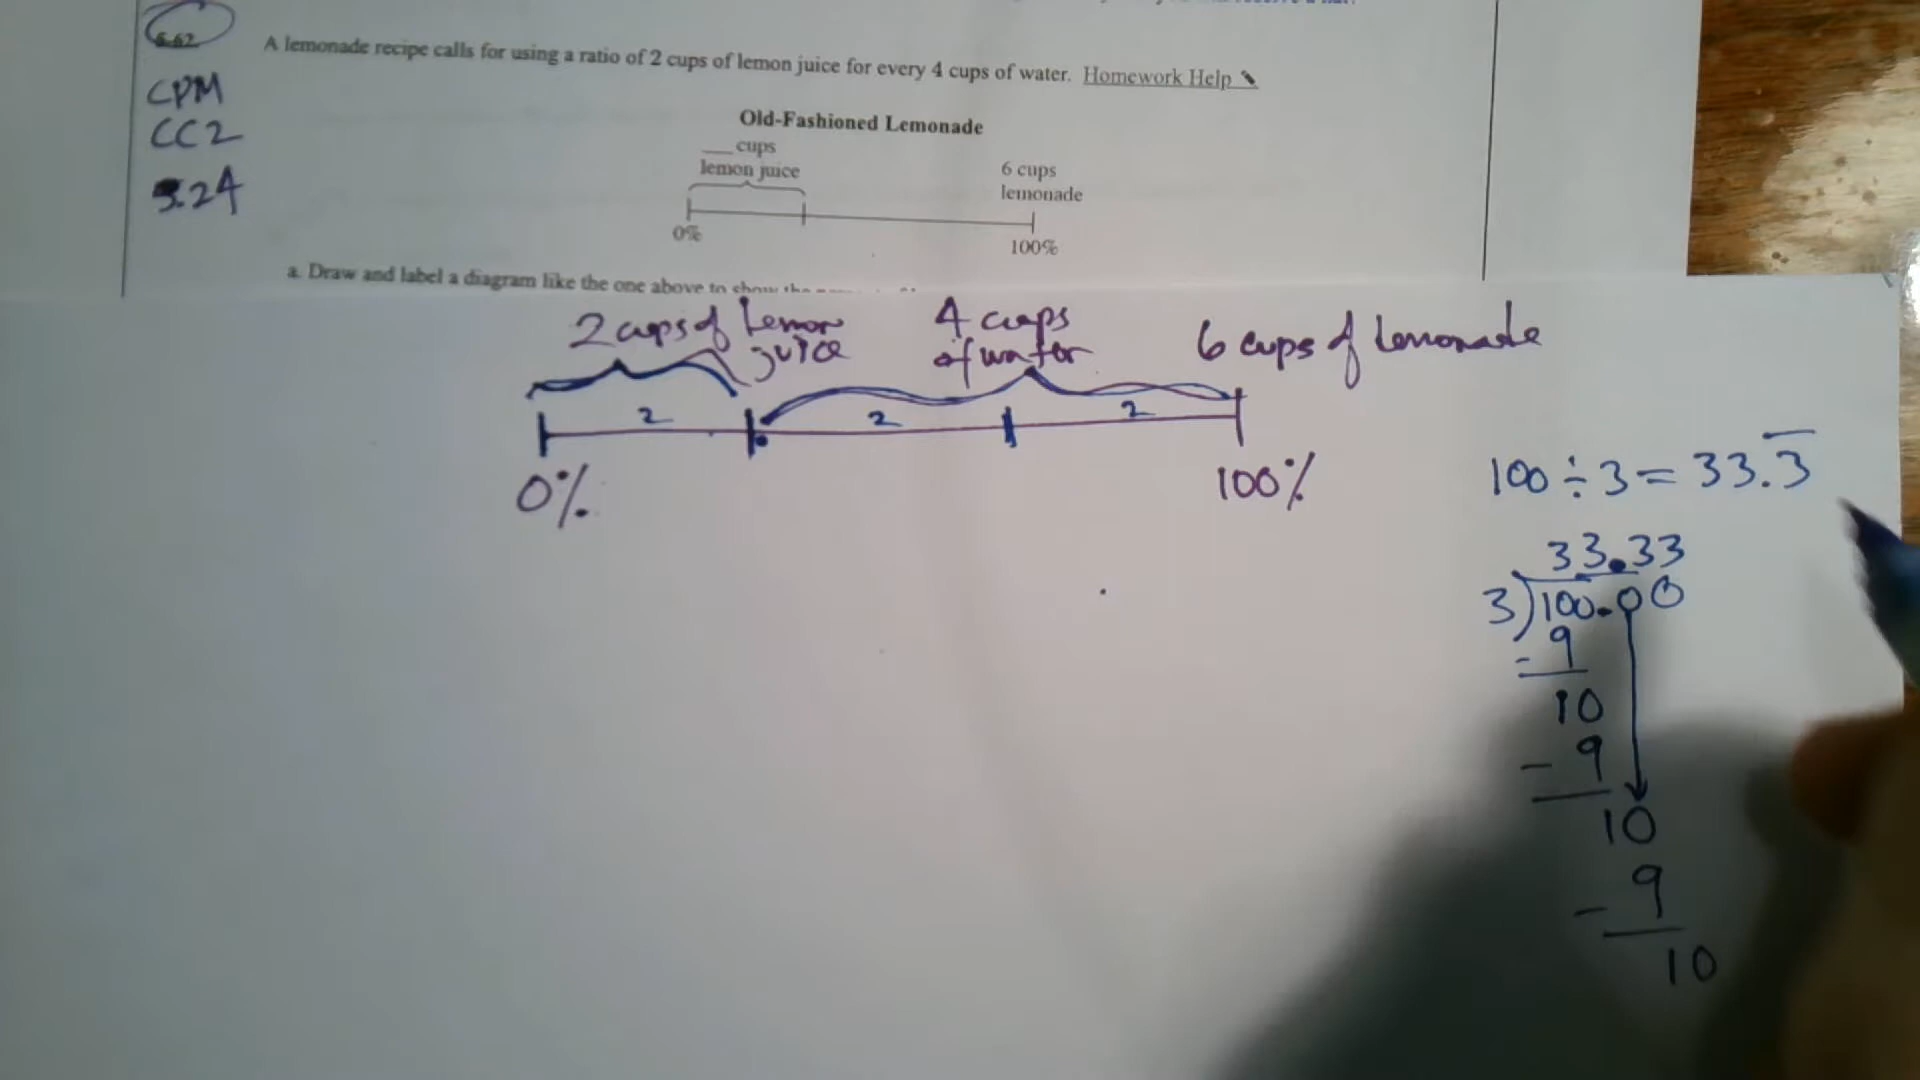 6.62
CPM
CC2
5.24
A lemonade recipe calls for using a ratio of 2 cups of lemon juice for every 4 cups of water. Homework Help ✎
Old-Fashioned Lemonade
___ cups
lemon juice
6 cups
lemonade
0%
100%
a. Draw and label a diagram like the one above to show the
2 cups of Lemon
juice
4 cups
of water
6 cups of lemonade
2
2
2
0%
100%
100 ÷ 3 = 33.3̅
33.33
3)100.00
- 9
10
- 9
10
- 9
10